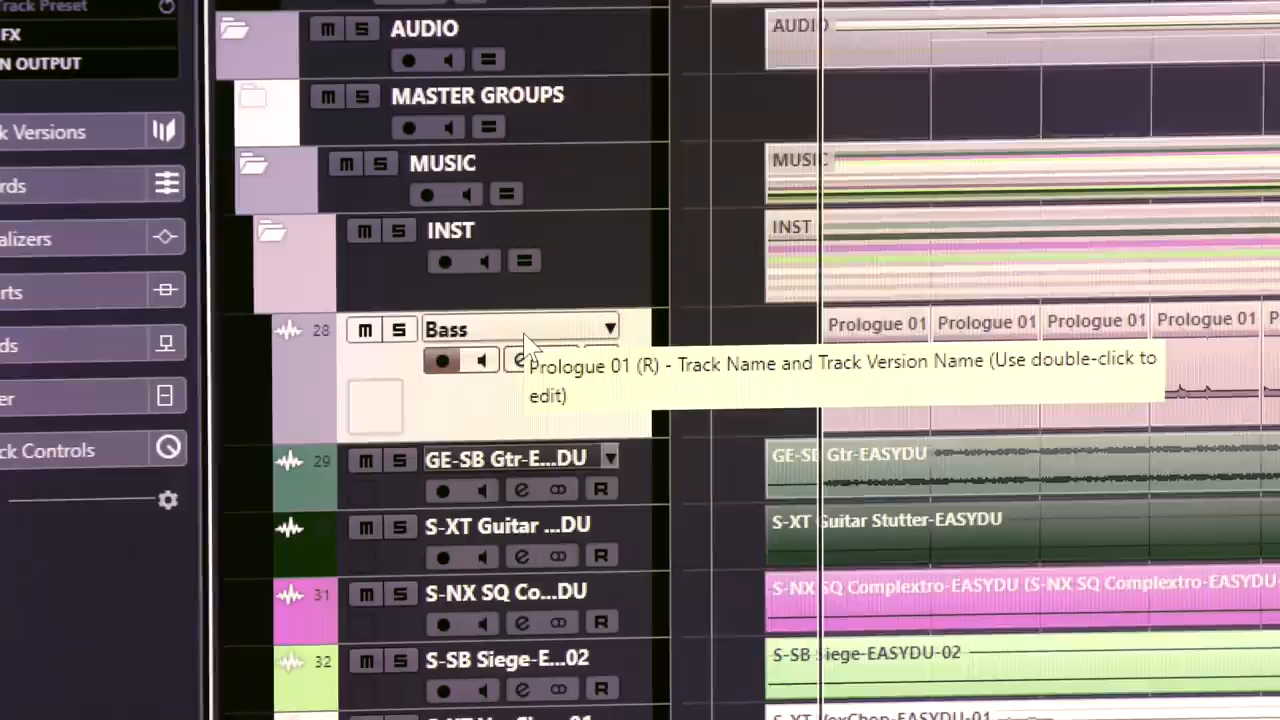 Track Preset
FX
N OUTPUT
k Versions
rds
alizers
rts
ds
er
ck Controls
AUDIO
m S
MASTER GROUPS
m S
MUSIC
m S
INST
m S
28 m S Bass
Prologue 01 (R) - Track Name and Track Version Name (Use double-click to
edit)
29 m S GE-SB Gtr-E...DU
e R
m S S-XT Guitar ...DU
e R
31 m S S-NX SQ Co...DU
e R
32 m S S-SB Siege-E...02
e R
AUDIO
MUSIC
INST
Prologue 01 Prologue 01 Prologue 01 Prologue 01 P
GE-SB Gtr-EASYDU
S-XT Guitar Stutter-EASYDU
S-NX SQ Complextro-EASYDU (S-NX SQ Complextro-EASYDU-
S-SB Siege-EASYDU-02
S-XT VoxChop-EASYDU-01